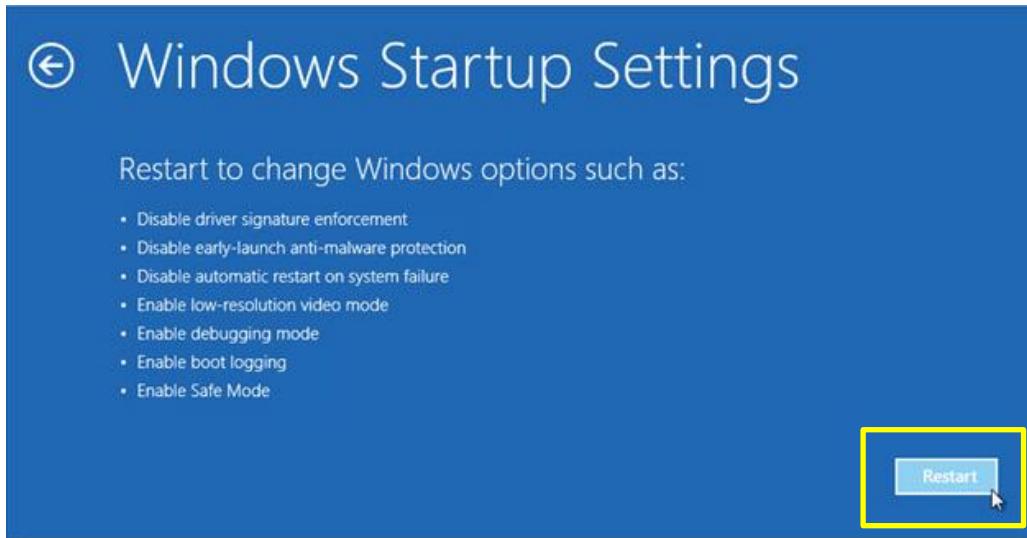 Windows Startup Settings
Restart to change Windows options such as:
• Disable driver signature enforcement
• Disable early-launch anti-malware protection
• Disable automatic restart on system failure
• Enable low-resolution video mode
• Enable debugging mode
• Enable boot logging
• Enable Safe Mode
Restart